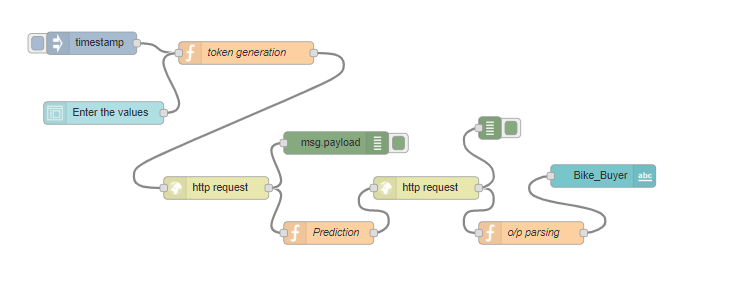 timestamp
token generation
Enter the values
msg.payload
http request
http request
Bike_Buyer
abc
Prediction
o/p parsing